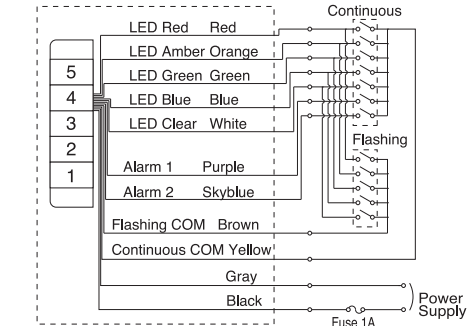 Continuous
LED Red Red
LED Amber Orange
LED Green Green
LED Blue Blue
LED Clear White
5
4
3
2
1
Flashing
Alarm 1 Purple
Alarm 2 Skyblue
Flashing COM Brown
Continuous COM Yellow
Gray
Black
Power
Supply
Fuse 1A